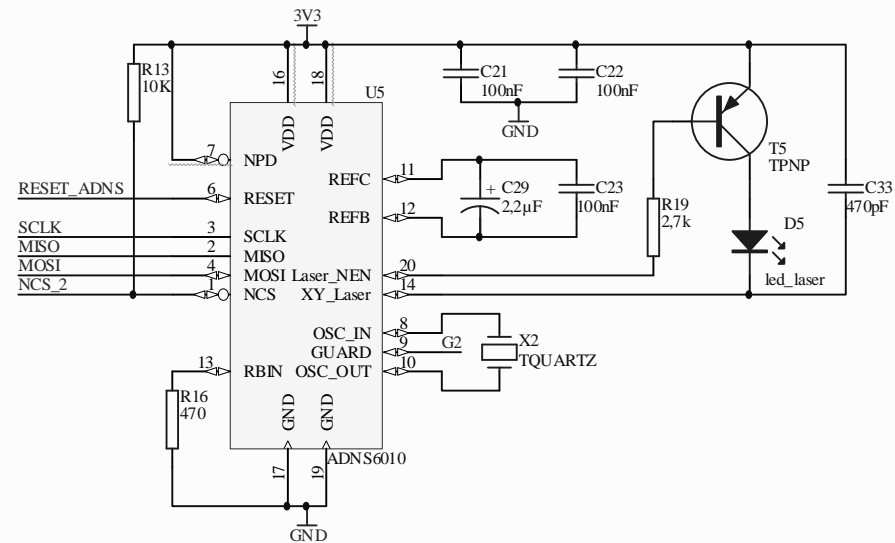 3V3
R13
10K
16
18
U5
VDD
VDD
C21
100nF
C22
100nF
GND
T5
TPNP
7
NPD
RESET_ADNS
6
RESET
SCLK
3
SCLK
MISO
2
MISO
MOSI
4
MOSI
NCS_2
1
NCS
REFC
11
REFB
12
+
C29
2,2µF
C23
100nF
R19
2,7k
C33
470pF
D5
led_laser
Laser_NEN
20
XY_Laser
14
OSC_IN
8
GUARD
9
G2
OSC_OUT
10
X2
TQUARTZ
13
RBIN
R16
470
GND
GND
17
19
ADNS6010
GND